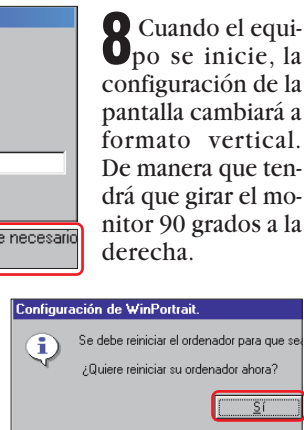 8 Cuando el equi-
po se inicie, la
configuración de la
pantalla cambiará a
formato vertical.
De manera que ten-
drá que girar el mo-
nitor 90 grados a la
derecha.
e necesario
Configuración de WinPortrait.
Se debe reiniciar el ordenador para que sea
¿Quiere reiniciar su ordenador ahora?
Sí